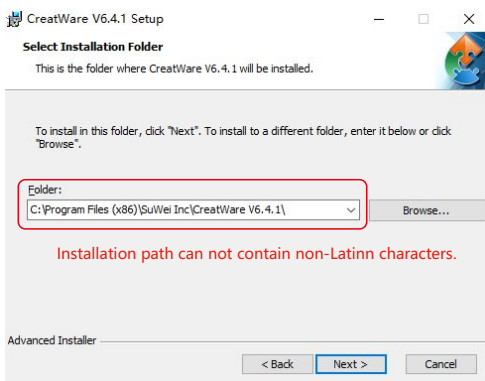 CreatWare V6.4.1 Setup
Select Installation Folder
This is the folder where CreatWare V6.4.1 will be installed.
To install in this folder, click "Next". To install to a different folder, enter it below or click
"Browse".
Folder:
C:\Program Files (x86)\SuWei Inc\CreatWare V6.4.1\
Browse...
Installation path can not contain non-Latinn characters.
Advanced Installer
< Back
Next >
Cancel